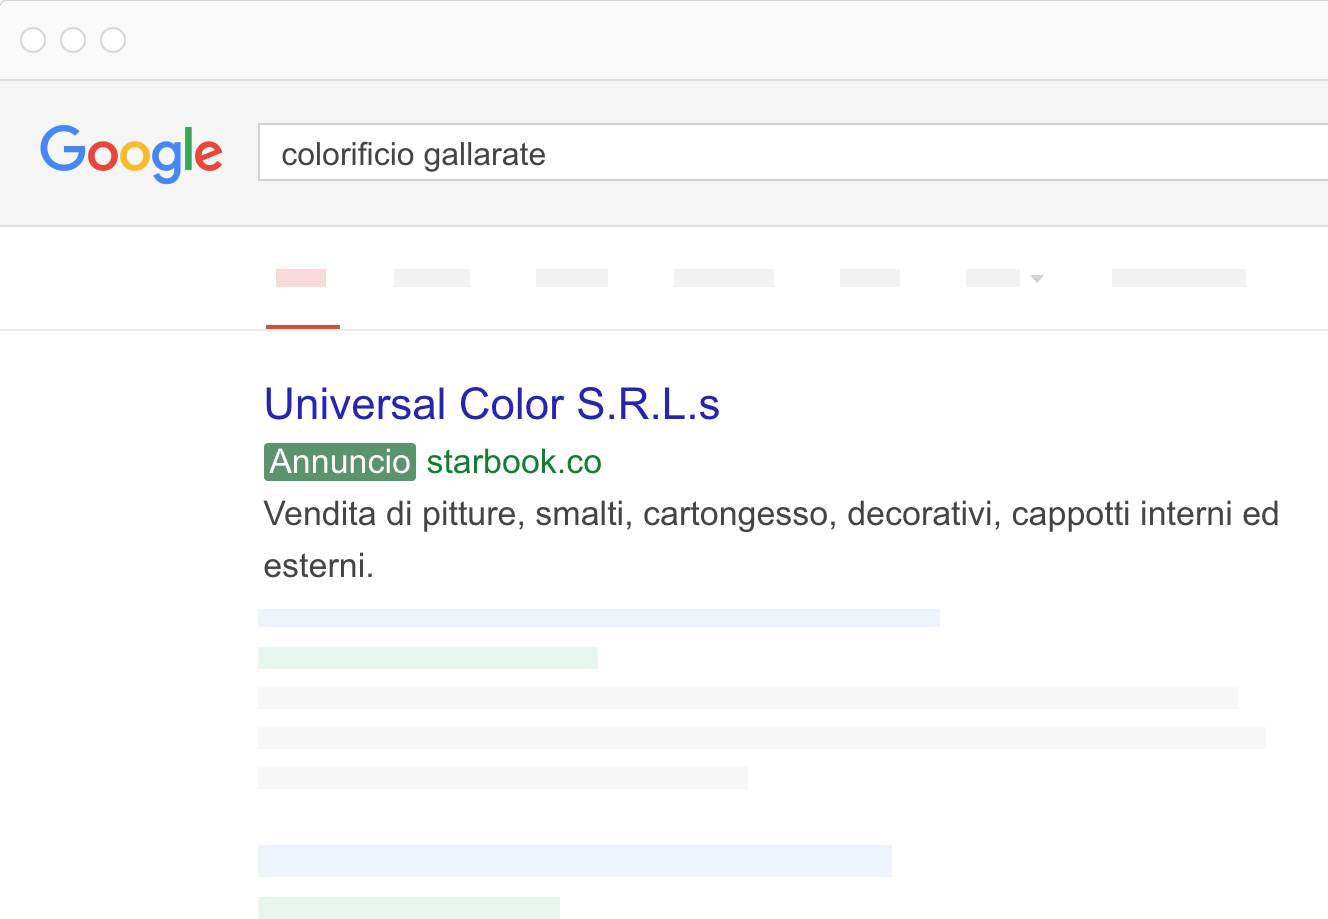 Google
colorificio gallarate
Universal Color S.R.L.s
Annuncio starbook.co
Vendita di pitture, smalti, cartongesso, decorativi, cappotti interni ed
esterni.